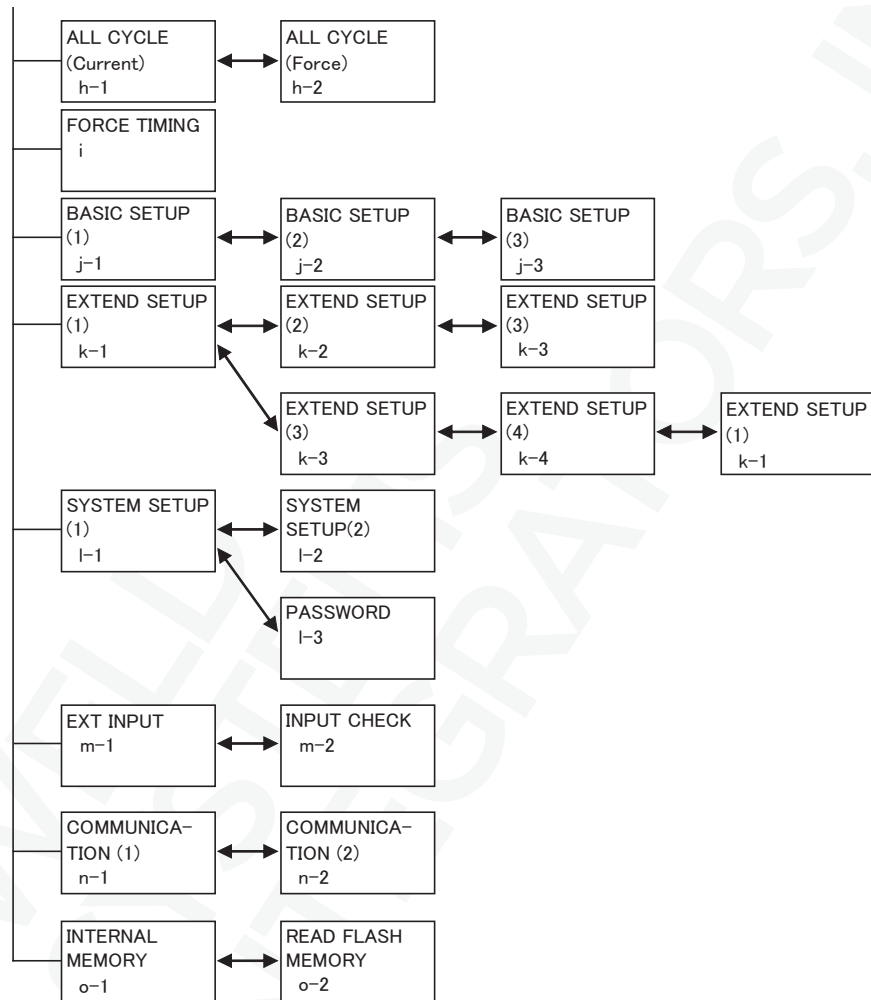 ALL CYCLE
(Current)
h-1
ALL CYCLE
(Force)
h-2
FORCE TIMING
i
BASIC SETUP
(1)
j-1
BASIC SETUP
(2)
j-2
BASIC SETUP
(3)
j-3
EXTEND SETUP
(1)
k-1
EXTEND SETUP
(2)
k-2
EXTEND SETUP
(3)
k-3
EXTEND SETUP
(3)
k-3
EXTEND SETUP
(4)
k-4
EXTEND SETUP
(1)
k-1
SYSTEM SETUP
(1)
l-1
SYSTEM
SETUP(2)
l-2
PASSWORD
l-3
EXT INPUT
m-1
INPUT CHECK
m-2
COMMUNICA-
TION (1)
n-1
COMMUNICA-
TION (2)
n-2
INTERNAL
MEMORY
o-1
READ FLASH
MEMORY
o-2
WELD
SYSTEMS
INTEGRATORS, IN